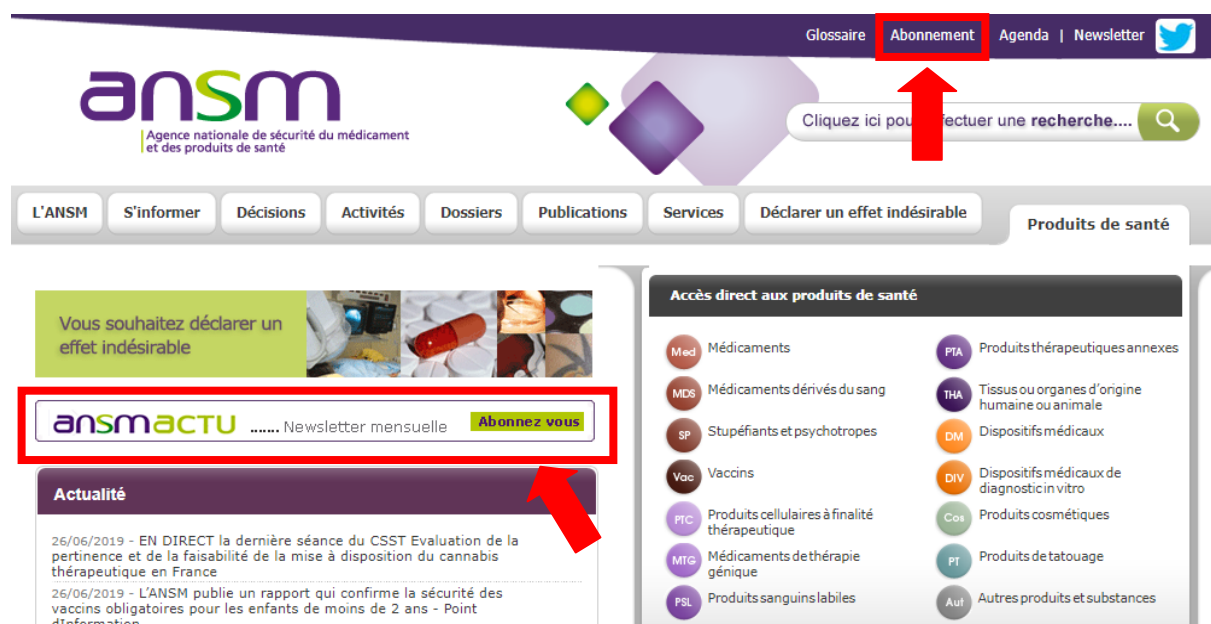 Glossaire Abonnement Agenda | Newsletter
ansm
Agence nationale de sécurité du médicament
et des produits de santé
Cliquez ici pou fectuer une recherche....
L'ANSM S'informer Décisions Activités Dossiers Publications Services Déclarer un effet indésirable Produits de santé
Vous souhaitez déclarer un
effet indésirable
ansmactu ...... Newsletter mensuelle Abonnez vous
Actualité
26/06/2019 - EN DIRECT la dernière séance du CSST Evaluation de la
pertinence et de la faisabilité de la mise à disposition du cannabis
thérapeutique en France
26/06/2019 - L'ANSM publie un rapport qui confirme la sécurité des
vaccins obligatoires pour les enfants de moins de 2 ans - Point
dInformation
Accès direct aux produits de santé
Med Médicaments
MDS Médicaments dérivés du sang
SP Stupéfiants et psychotropes
Vac Vaccins
PTC Produits cellulaires à finalité
thérapeutique
MTG Médicaments de thérapie
génique
PSL Produits sanguins labiles
PTA Produits thérapeutiques annexes
THA Tissus ou organes d'origine
humaine ou animale
DM Dispositifs médicaux
DIV Dispositifs médicaux de
diagnostic in vitro
Cos Produits cosmétiques
PT Produits de tatouage
Aut Autres produits et substances